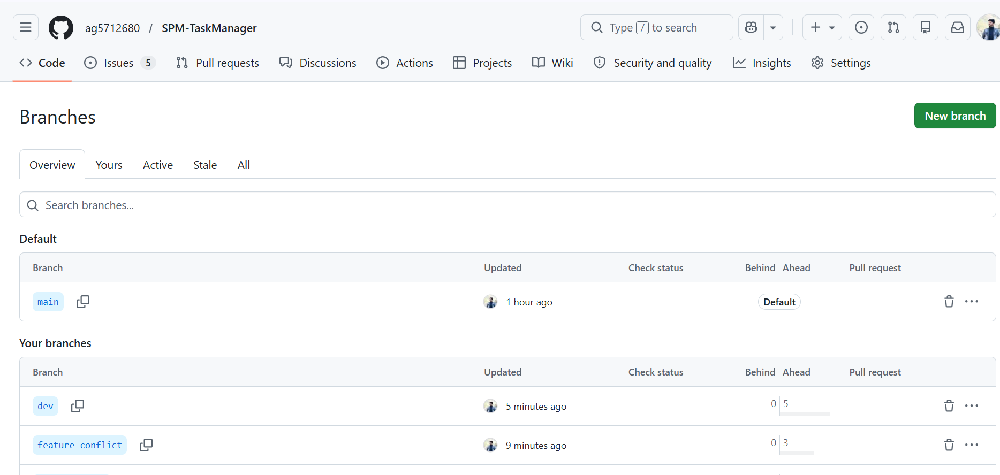 ag5712680 / SPM-TaskManager
Type / to search
Code
Issues 5
Pull requests
Discussions
Actions
Projects
Wiki
Security and quality
Insights
Settings
Branches
New branch
Overview
Yours
Active
Stale
All
Search branches...
Default
Branch Updated Check status Behind Ahead Pull request
main 1 hour ago Default
Your branches
Branch Updated Check status Behind Ahead Pull request
dev 5 minutes ago 0 5
feature-conflict 9 minutes ago 0 3